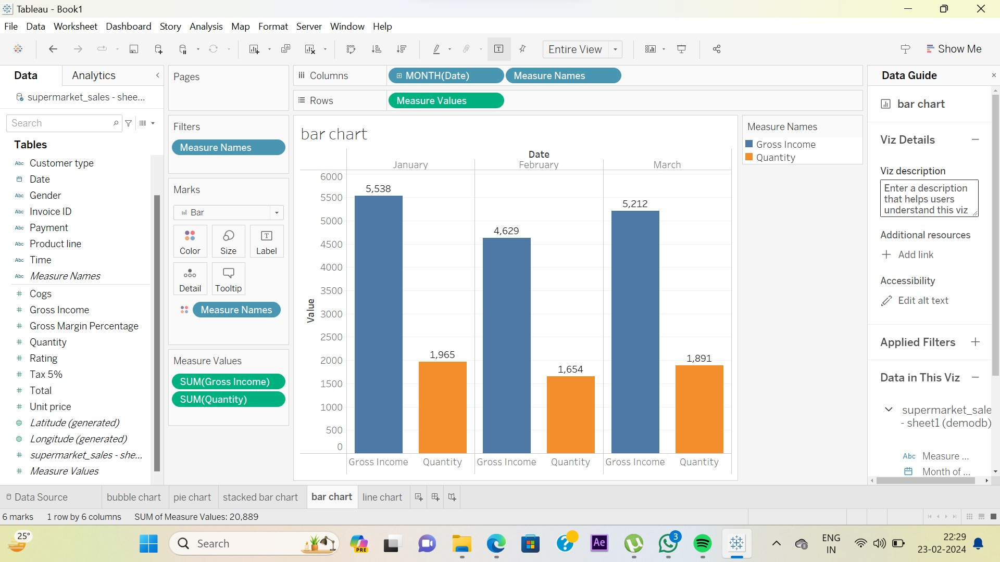 Tableau - Book1
File Data Worksheet Dashboard Story Analysis Map Format Server Window Help
Entire View
Show Me
Data
Analytics
supermarket_sales - shee...
Search
Tables
Abc Customer type
Date
Abc Gender
Abc Invoice ID
Abc Payment
Abc Product line
Abc Time
Abc Measure Names
# Cogs
# Gross Income
# Gross Margin Percentage
# Quantity
# Rating
# Tax 5%
# Total
# Unit price
Latitude (generated)
Longitude (generated)
# supermarket_sales - she...
# Measure Values
Pages
Filters
Measure Names
Marks
Bar
Color
Size
T
Label
Detail
Tooltip
Measure Names
Measure Values
SUM(Gross Income)
SUM(Quantity)
Columns
MONTH(Date)
Measure Names
Rows
Measure Values
bar chart
Date
January
February
March
Value
6000
5500
5000
4500
4000
3500
3000
2500
2000
1500
1000
500
0
5,538
1,965
4,629
1,654
5,212
1,891
Gross Income
Quantity
Gross Income
Quantity
Gross Income
Quantity
Measure Names
Gross Income
Quantity
Data Guide
bar chart
Viz Details
Viz description
Enter a description
that helps users
understand this viz
Additional resources
Add link
Accessibility
Edit alt text
Applied Filters
Data in This Viz
supermarket_sale
- sheet1 (demodb)
Abc Measure ...
Month of ...
Data Source
bubble chart
pie chart
stacked bar chart
bar chart
line chart
6 marks
1 row by 6 columns
SUM of Measure Values: 20,889
25°
Search
PRE
Ae
3
ENG
IN
22:29
23-02-2024